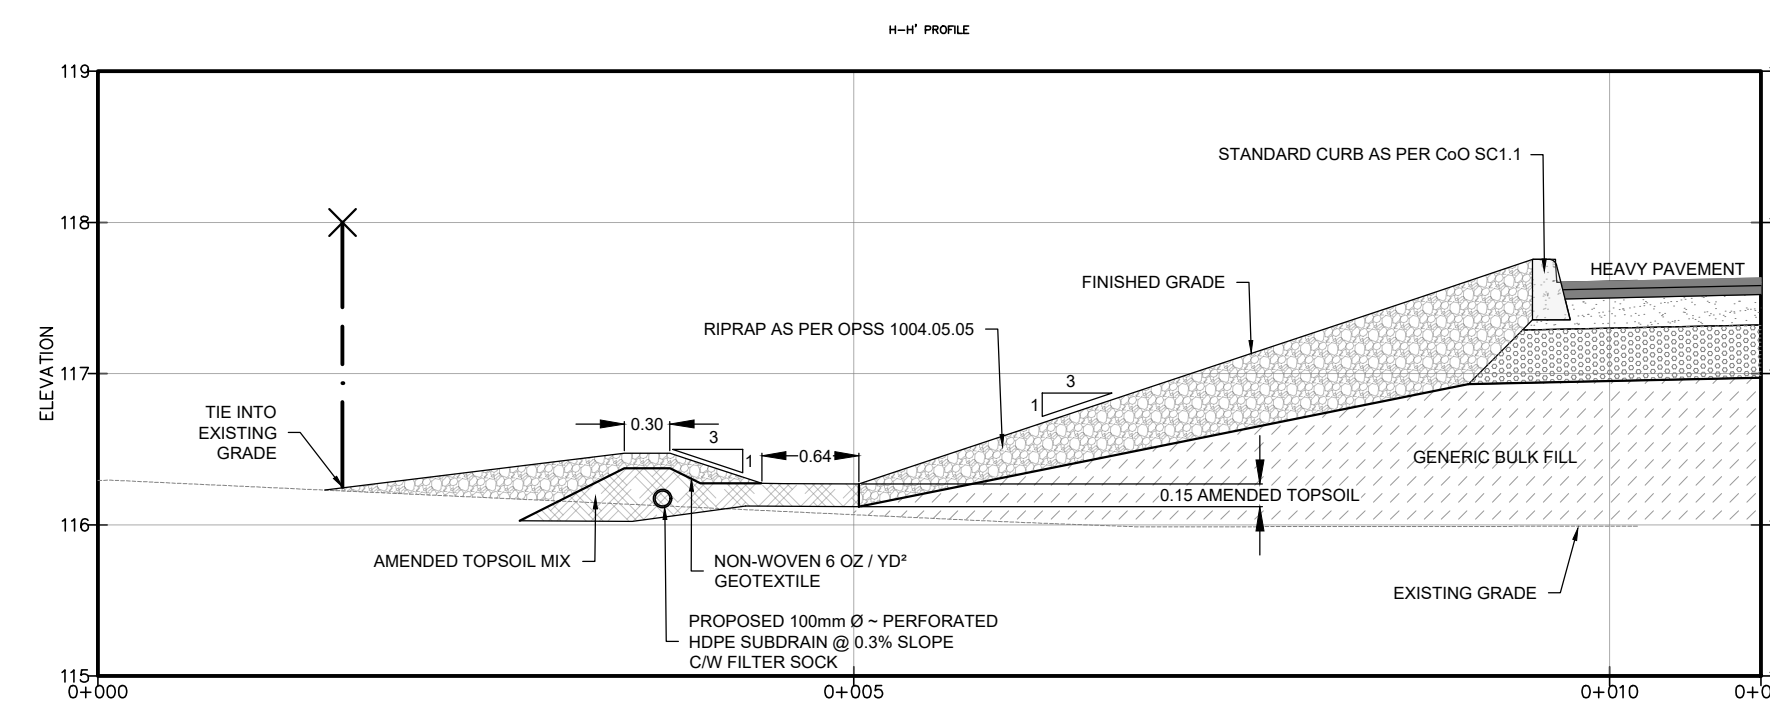 H-H' PROFILE
119
118
117
116
115
ELEVATION
STANDARD CURB AS PER CoO SC1.1
HEAVY PAVEMENT
FINISHED GRADE
RIPRAP AS PER OPSS 1004.05.05
3
1
TIE INTO
EXISTING
GRADE
0.30
3
1
0.64
GENERIC BULK FILL
0.15 AMENDED TOPSOIL
AMENDED TOPSOIL MIX
NON-WOVEN 6 OZ / YD²
GEOTEXTILE
EXISTING GRADE
PROPOSED 100mm Ø ~ PERFORATED
HDPE SUBDRAIN @ 0.3% SLOPE
C/W FILTER SOCK
0+000
0+005
0+010